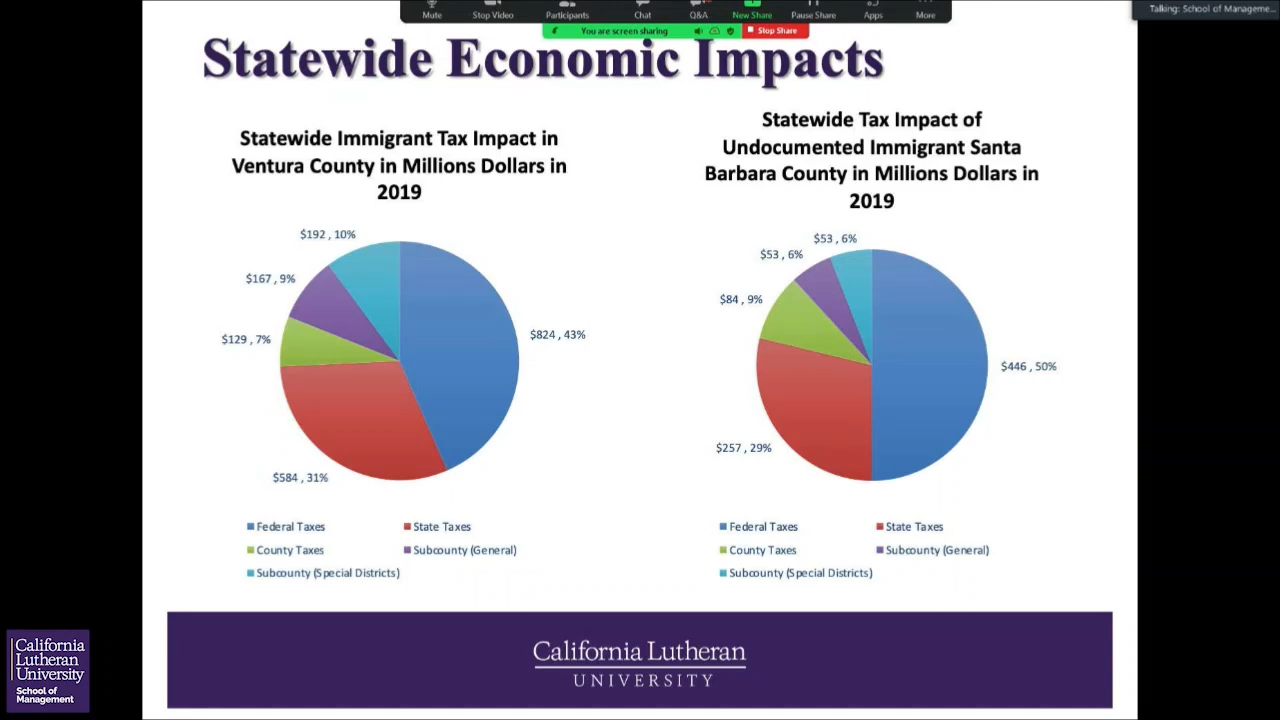 Mute Stop Video Participants Chat Q&A New Share Pause Share Apps More
Talking: School of Manageme...
You are screen sharing Stop Share
Statewide Economic Impacts
Statewide Immigrant Tax Impact in
Ventura County in Millions Dollars in
2019
$192 , 10%
$167 , 9%
$129 , 7%
$824 , 43%
$584 , 31%
Federal Taxes State Taxes
County Taxes Subcounty (General)
Subcounty (Special Districts)
Statewide Tax Impact of
Undocumented Immigrant Santa
Barbara County in Millions Dollars in
2019
$53 , 6%
$53 , 6%
$84 , 9%
$446 , 50%
$257 , 29%
Federal Taxes State Taxes
County Taxes Subcounty (General)
Subcounty (Special Districts)
California Lutheran
UNIVERSITY
California
Lutheran
University
School of
Management